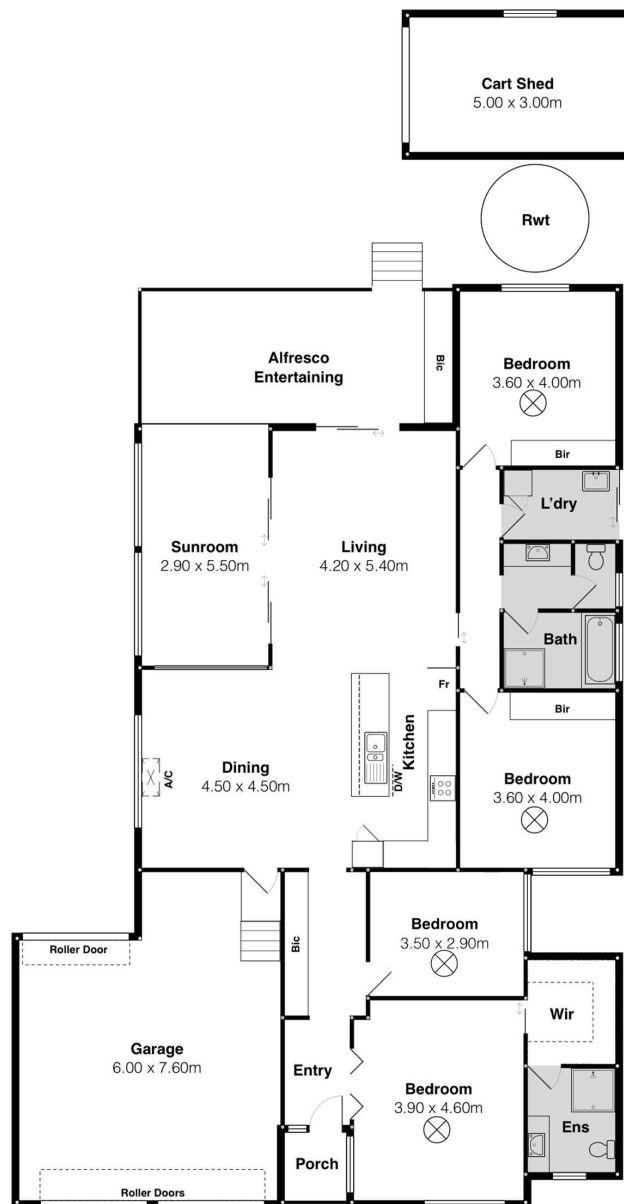 Cart Shed
5.00 x 3.00m
Rwt
Alfresco
Entertaining
Bic
Bedroom
3.60 x 4.00m
Bir
L'dry
Sunroom
2.90 x 5.50m
Living
4.20 x 5.40m
Bath
Fr
Bir
Kitchen
D/W
Dining
4.50 x 4.50m
A/C
Bedroom
3.60 x 4.00m
Bic
Bedroom
3.50 x 2.90m
Roller Door
Wir
Garage
6.00 x 7.60m
Entry
Bedroom
3.90 x 4.60m
Ens
Porch
Roller Doors